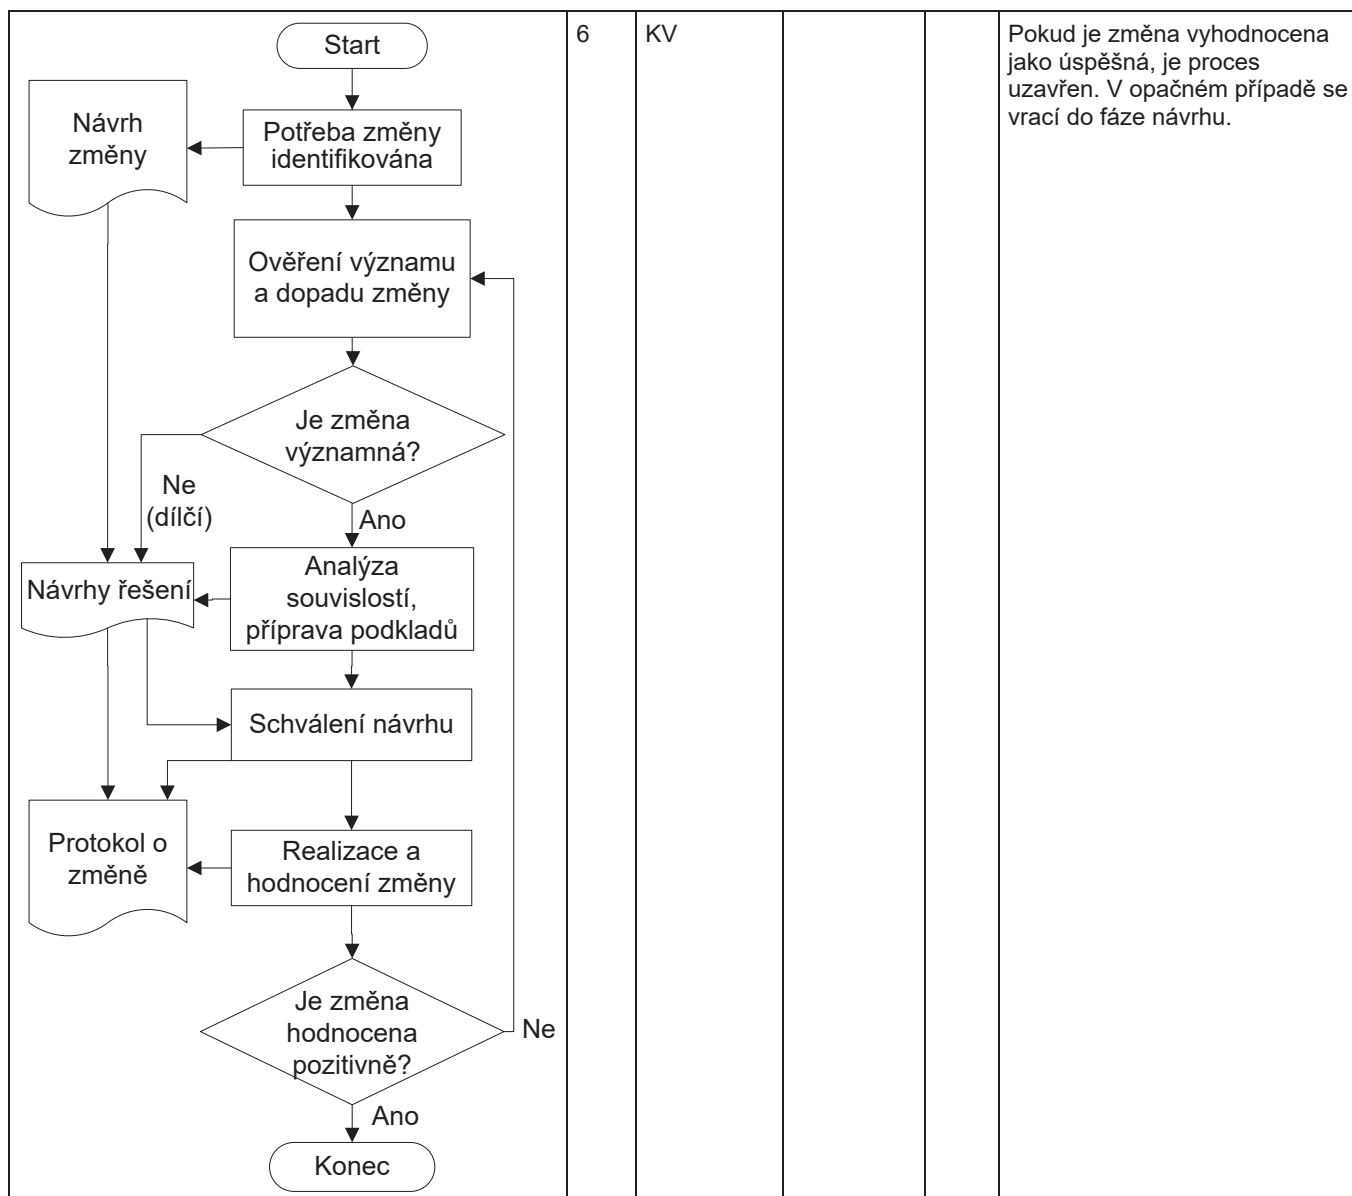 Start
Návrh
změny
Potřeba změny
identifikována
Ověření významu
a dopadu změny
Je změna
významná?
Ne
(dílčí)
Ano
Návrhy řešení
Analýza
souvislostí,
příprava podkladů
Schválení návrhu
Protokol o
změně
Realizace a
hodnocení změny
Je změna
hodnocena
pozitivně?
Ne
Ano
Konec
6
KV
Pokud je změna vyhodnocena
jako úspěšná, je proces
uzavřen. V opačném případě se
vrací do fáze návrhu.